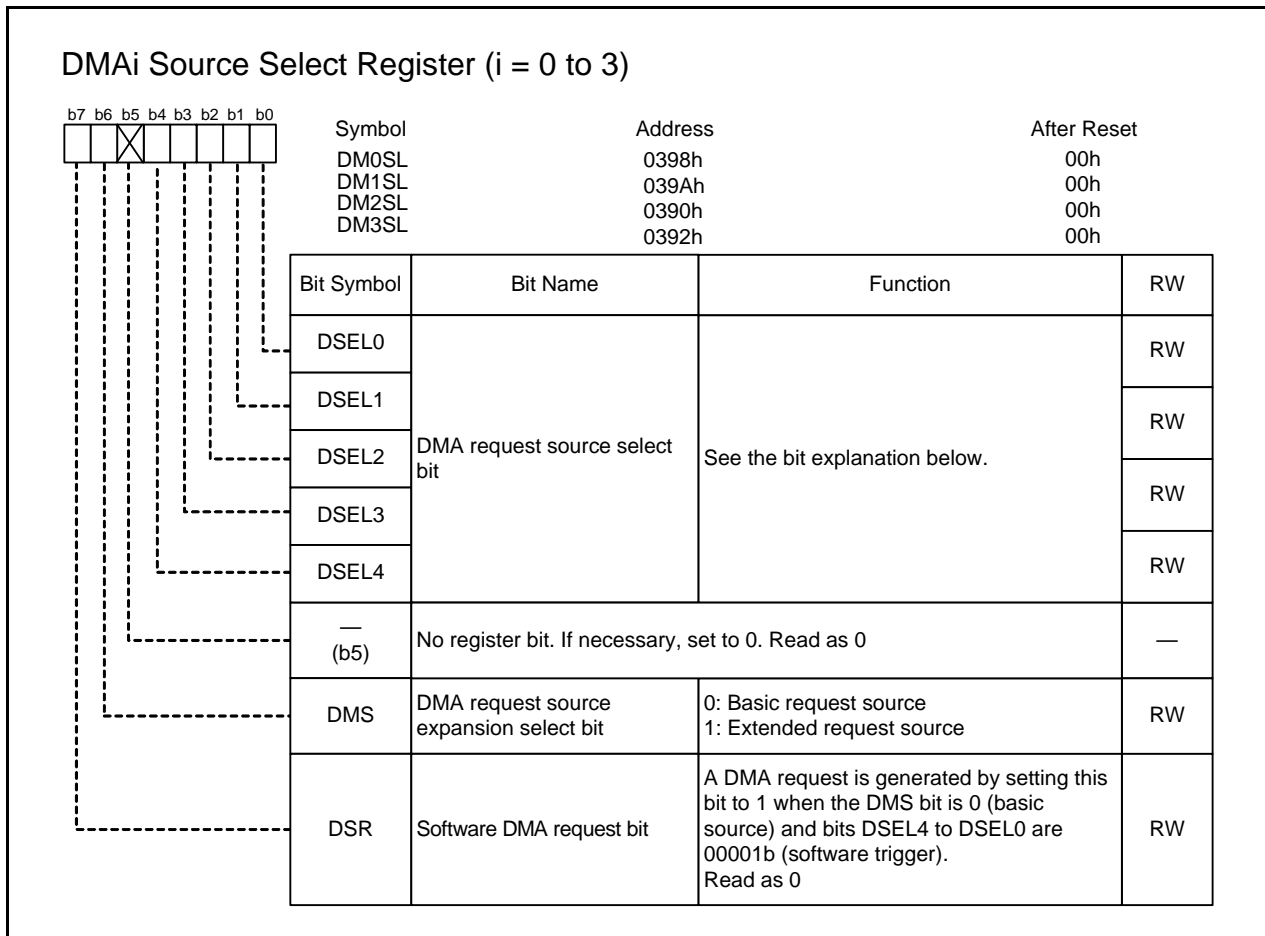 DMAi Source Select Register (i = 0 to 3)
b7 b6 b5 b4 b3 b2 b1 b0
Symbol Address After Reset
DM0SL 0398h 00h
DM1SL 039Ah 00h
DM2SL 0390h 00h
DM3SL 0392h 00h
Bit Symbol Bit Name Function RW
DSEL0 RW
DSEL1 RW
DSEL2 DMA request source select
bit See the bit explanation below.
DSEL3 RW
DSEL4 RW
—
(b5) No register bit. If necessary, set to 0. Read as 0 —
DMS DMA request source
expansion select bit 0: Basic request source
1: Extended request source RW
DSR Software DMA request bit A DMA request is generated by setting this
bit to 1 when the DMS bit is 0 (basic
source) and bits DSEL4 to DSEL0 are
00001b (software trigger).
Read as 0 RW